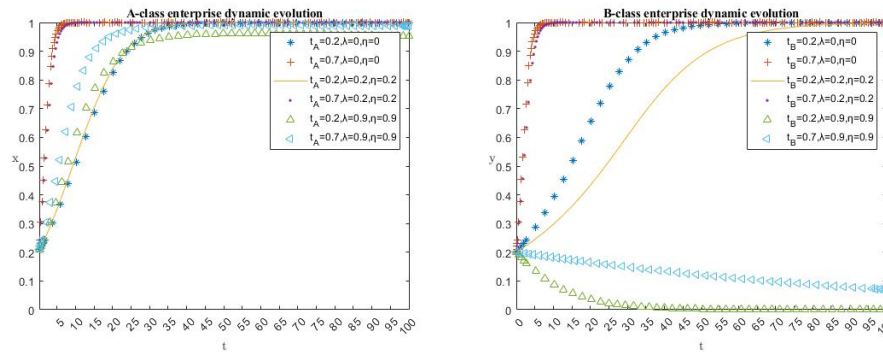 A-class enterprise dynamic evolution
1
0.9
0.8
0.7
0.6
x
0.5
0.4
0.3
0.2
0.1
0
t_A=0.2,λ=0,η=0
t_A=0.7,λ=0,η=0
t_A=0.2,λ=0.2,η=0.2
t_A=0.7,λ=0.2,η=0.2
t_A=0.2,λ=0.9,η=0.9
t_A=0.7,λ=0.9,η=0.9
5 10 15 20 25 30 35 40 45 50 55 60 65 70 75 80 85 90 95 100
t
B-class enterprise dynamic evolution
1
0.9
0.8
0.7
0.6
y
0.5
0.4
0.3
0.2
0.1
0
t_B=0.2,λ=0,η=0
t_B=0.7,λ=0,η=0
t_B=0.2,λ=0.2,η=0.2
t_B=0.7,λ=0.2,η=0.2
t_B=0.2,λ=0.9,η=0.9
t_B=0.7,λ=0.9,η=0.9
0 5 10 15 20 25 30 35 40 45 50 55 60 65 70 75 80 85 90 95
t